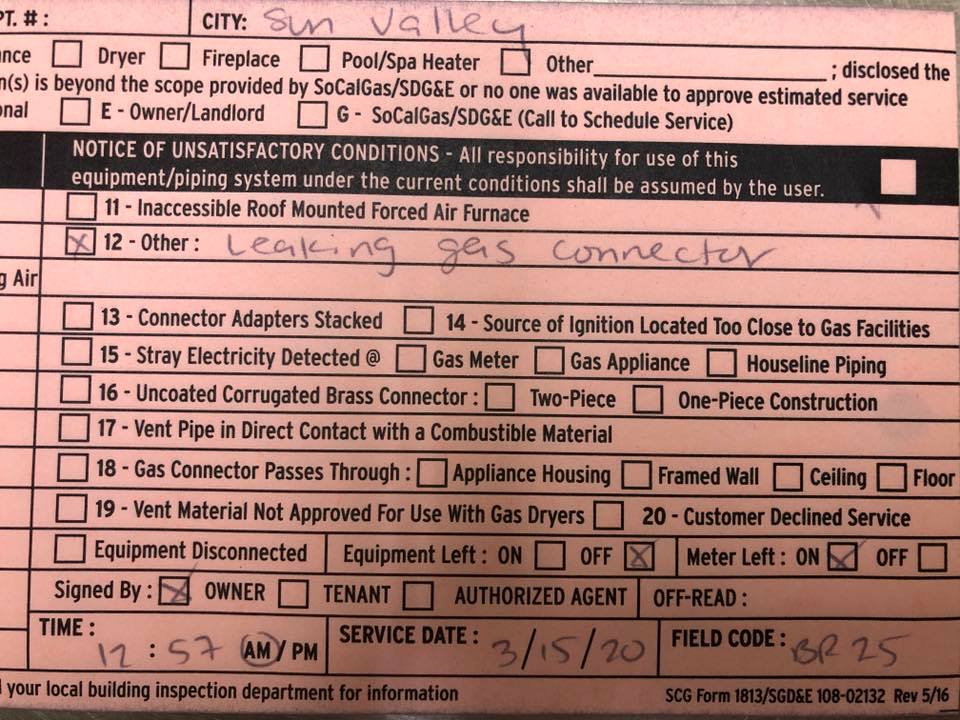 PT. #: CITY: Sun Valley
nce Dryer Fireplace Pool/Spa Heater Other ; disclosed the
n(s) is beyond the scope provided by SoCalGas/SDG&E or no one was available to approve estimated service
onal E - Owner/Landlord G - SoCalGas/SDG&E (Call to Schedule Service)
NOTICE OF UNSATISFACTORY CONDITIONS - All responsibility for use of this
equipment/piping system under the current conditions shall be assumed by the user.
11 - Inaccessible Roof Mounted Forced Air Furnace
12 - Other : Leaking gas connector
g Air
13 - Connector Adapters Stacked 14 - Source of Ignition Located Too Close to Gas Facilities
15 - Stray Electricity Detected @ Gas Meter Gas Appliance Houseline Piping
16 - Uncoated Corrugated Brass Connector : Two-Piece One-Piece Construction
17 - Vent Pipe in Direct Contact with a Combustible Material
18 - Gas Connector Passes Through : Appliance Housing Framed Wall Ceiling Floor
19 - Vent Material Not Approved For Use With Gas Dryers 20 - Customer Declined Service
Equipment Disconnected Equipment Left : ON OFF X Meter Left : ON X OFF
Signed By : X OWNER TENANT AUTHORIZED AGENT OFF-READ :
TIME : 12 : 57 AM / PM SERVICE DATE : 3/15/20 FIELD CODE : BR 25
your local building inspection department for information SCG Form 1813/SGD&E 108-02132 Rev 5/16